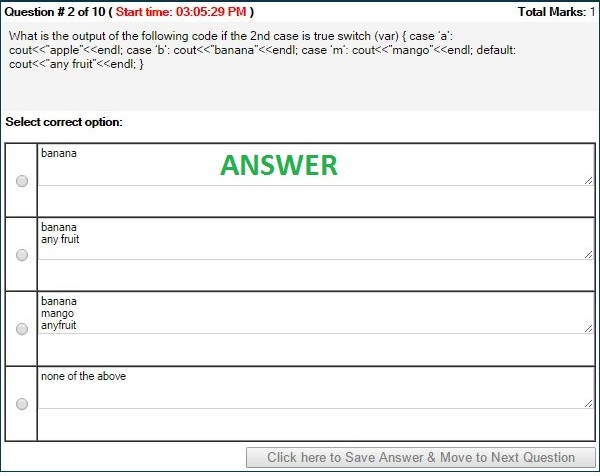 Question # 2 of 10 ( Start time: 03:05:29 PM ) Total Marks: 1
What is the output of the following code if the 2nd case is true switch (var) { case ‘a’:
cout<<”apple”<<endl; case ‘b’: cout<<”banana”<<endl; case ‘m’: cout<<”mango”<<endl; default:
cout<<”any fruit”<<endl; }
Select correct option:
banana
ANSWER
banana
any fruit
banana
mango
anyfruit
none of the above
Click here to Save Answer & Move to Next Question